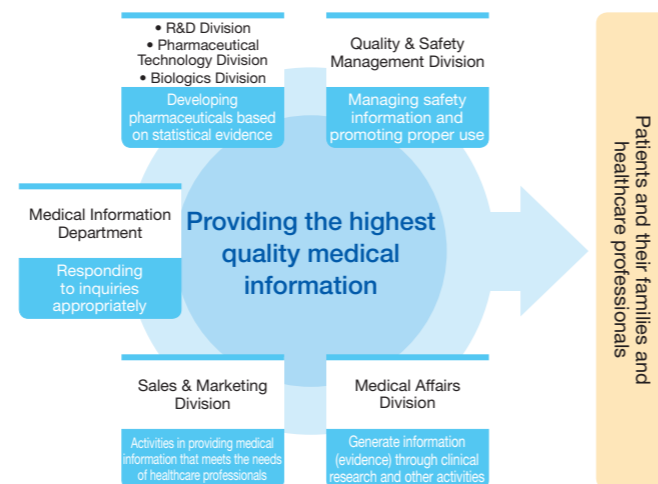 • R&D Division
• Pharmaceutical
Technology Division
• Biologics Division
Developing
pharmaceuticals based
on statistical evidence
Quality & Safety
Management Division
Managing safety
information and
promoting proper use
Medical Information
Department
Responding
to inquiries
appropriately
Providing the highest
quality medical
information
Sales & Marketing
Division
Activities in providing medical
information that meets the needs
of healthcare professionals
Medical Affairs
Division
Generate information
(evidence) through clinical
research and other activities
Patients and their families and
healthcare professionals